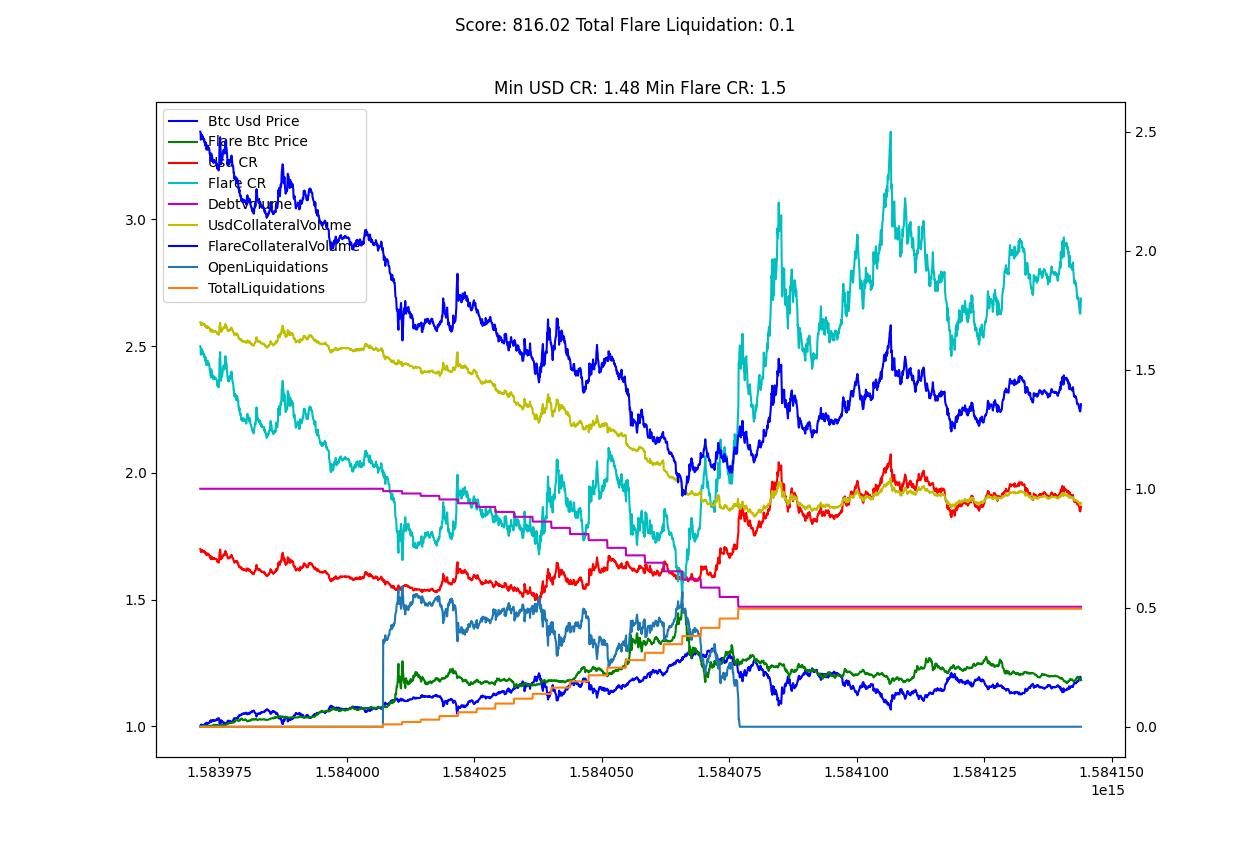 Score: 816.02 Total Flare Liquidation: 0.1
Min USD CR: 1.48 Min Flare CR: 1.5
Btc Usd Price
Flare Btc Price
Usd CR
Flare CR
DebtVolume
UsdCollateralVolume
FlareCollateralVolume
OpenLiquidations
TotalLiquidations
3.0
2.5
2.0
1.5
1.0
2.5
2.0
1.5
1.0
0.5
0.0
1.583975 1.584000 1.584025 1.584050 1.584075 1.584100 1.584125 1.584150
1e15